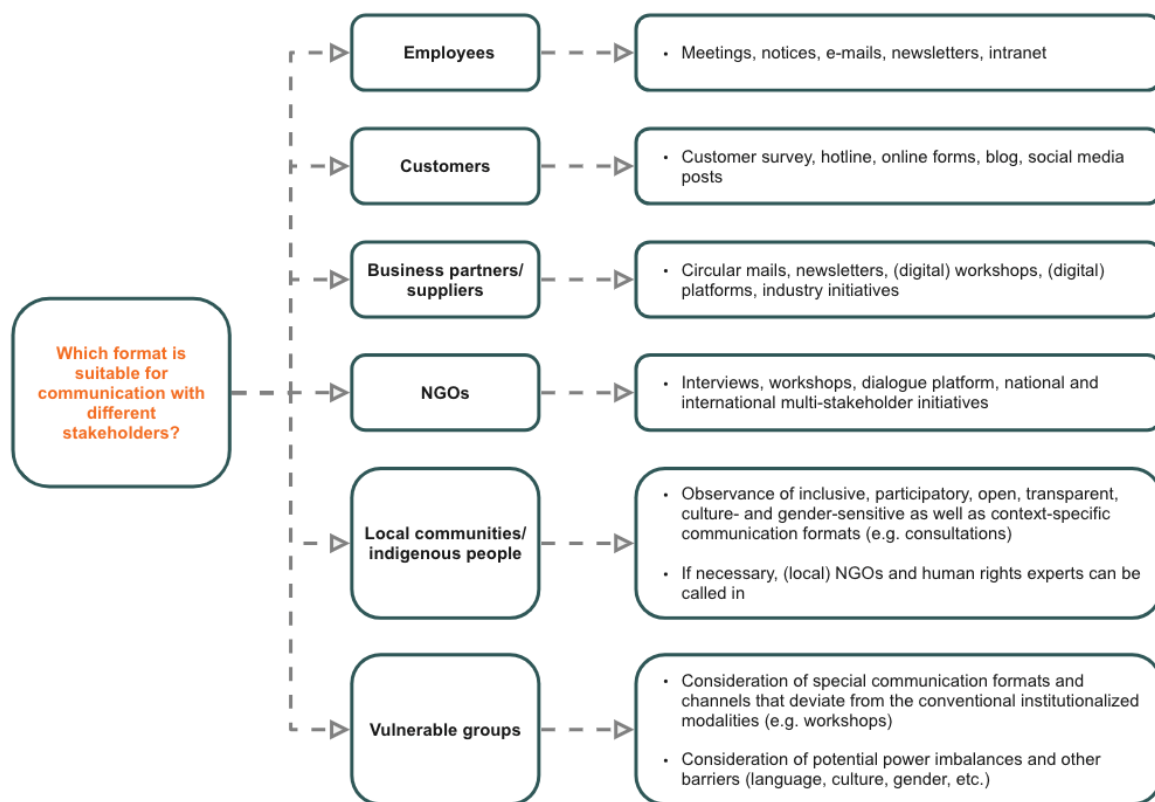 Which format is
suitable for
communication with
different
stakeholders?
Employees
• Meetings, notices, e-mails, newsletters, intranet
Customers
• Customer survey, hotline, online forms, blog, social media
posts
Business partners/
suppliers
• Circular mails, newsletters, (digital) workshops, (digital)
platforms, industry initiatives
NGOs
• Interviews, workshops, dialogue platform, national and
international multi-stakeholder initiatives
Local communities/
indigenous people
• Observance of inclusive, participatory, open, transparent,
culture- and gender-sensitive as well as context-specific
communication formats (e.g. consultations)
• If necessary, (local) NGOs and human rights experts can be
called in
Vulnerable groups
• Consideration of special communication formats and
channels that deviate from the conventional institutionalized
modalities (e.g. workshops)
• Consideration of potential power imbalances and other
barriers (language, culture, gender, etc.)